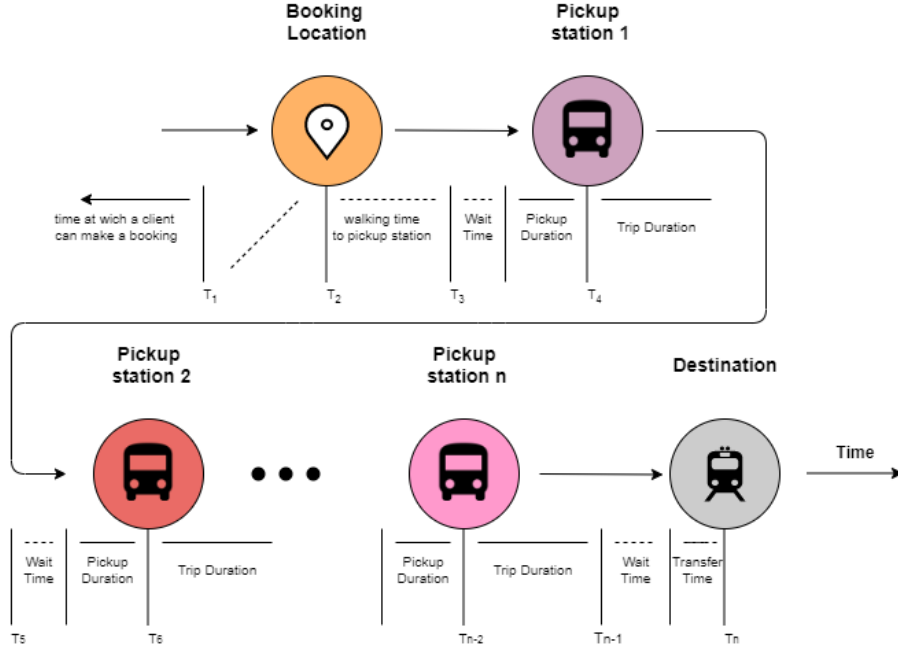 Booking
Location
Pickup
station 1
time at wich a client
can make a booking
walking time
to pickup station
Wait
Time
Pickup
Duration
Trip Duration
T1
T2
T3
T4
Pickup
station 2
Pickup
station n
Destination
Time
Wait
Time
Pickup
Duration
Trip Duration
Pickup
Duration
Trip Duration
Wait
Time
Transfer
Time
T5
T6
Tn-2
Tn-1
Tn